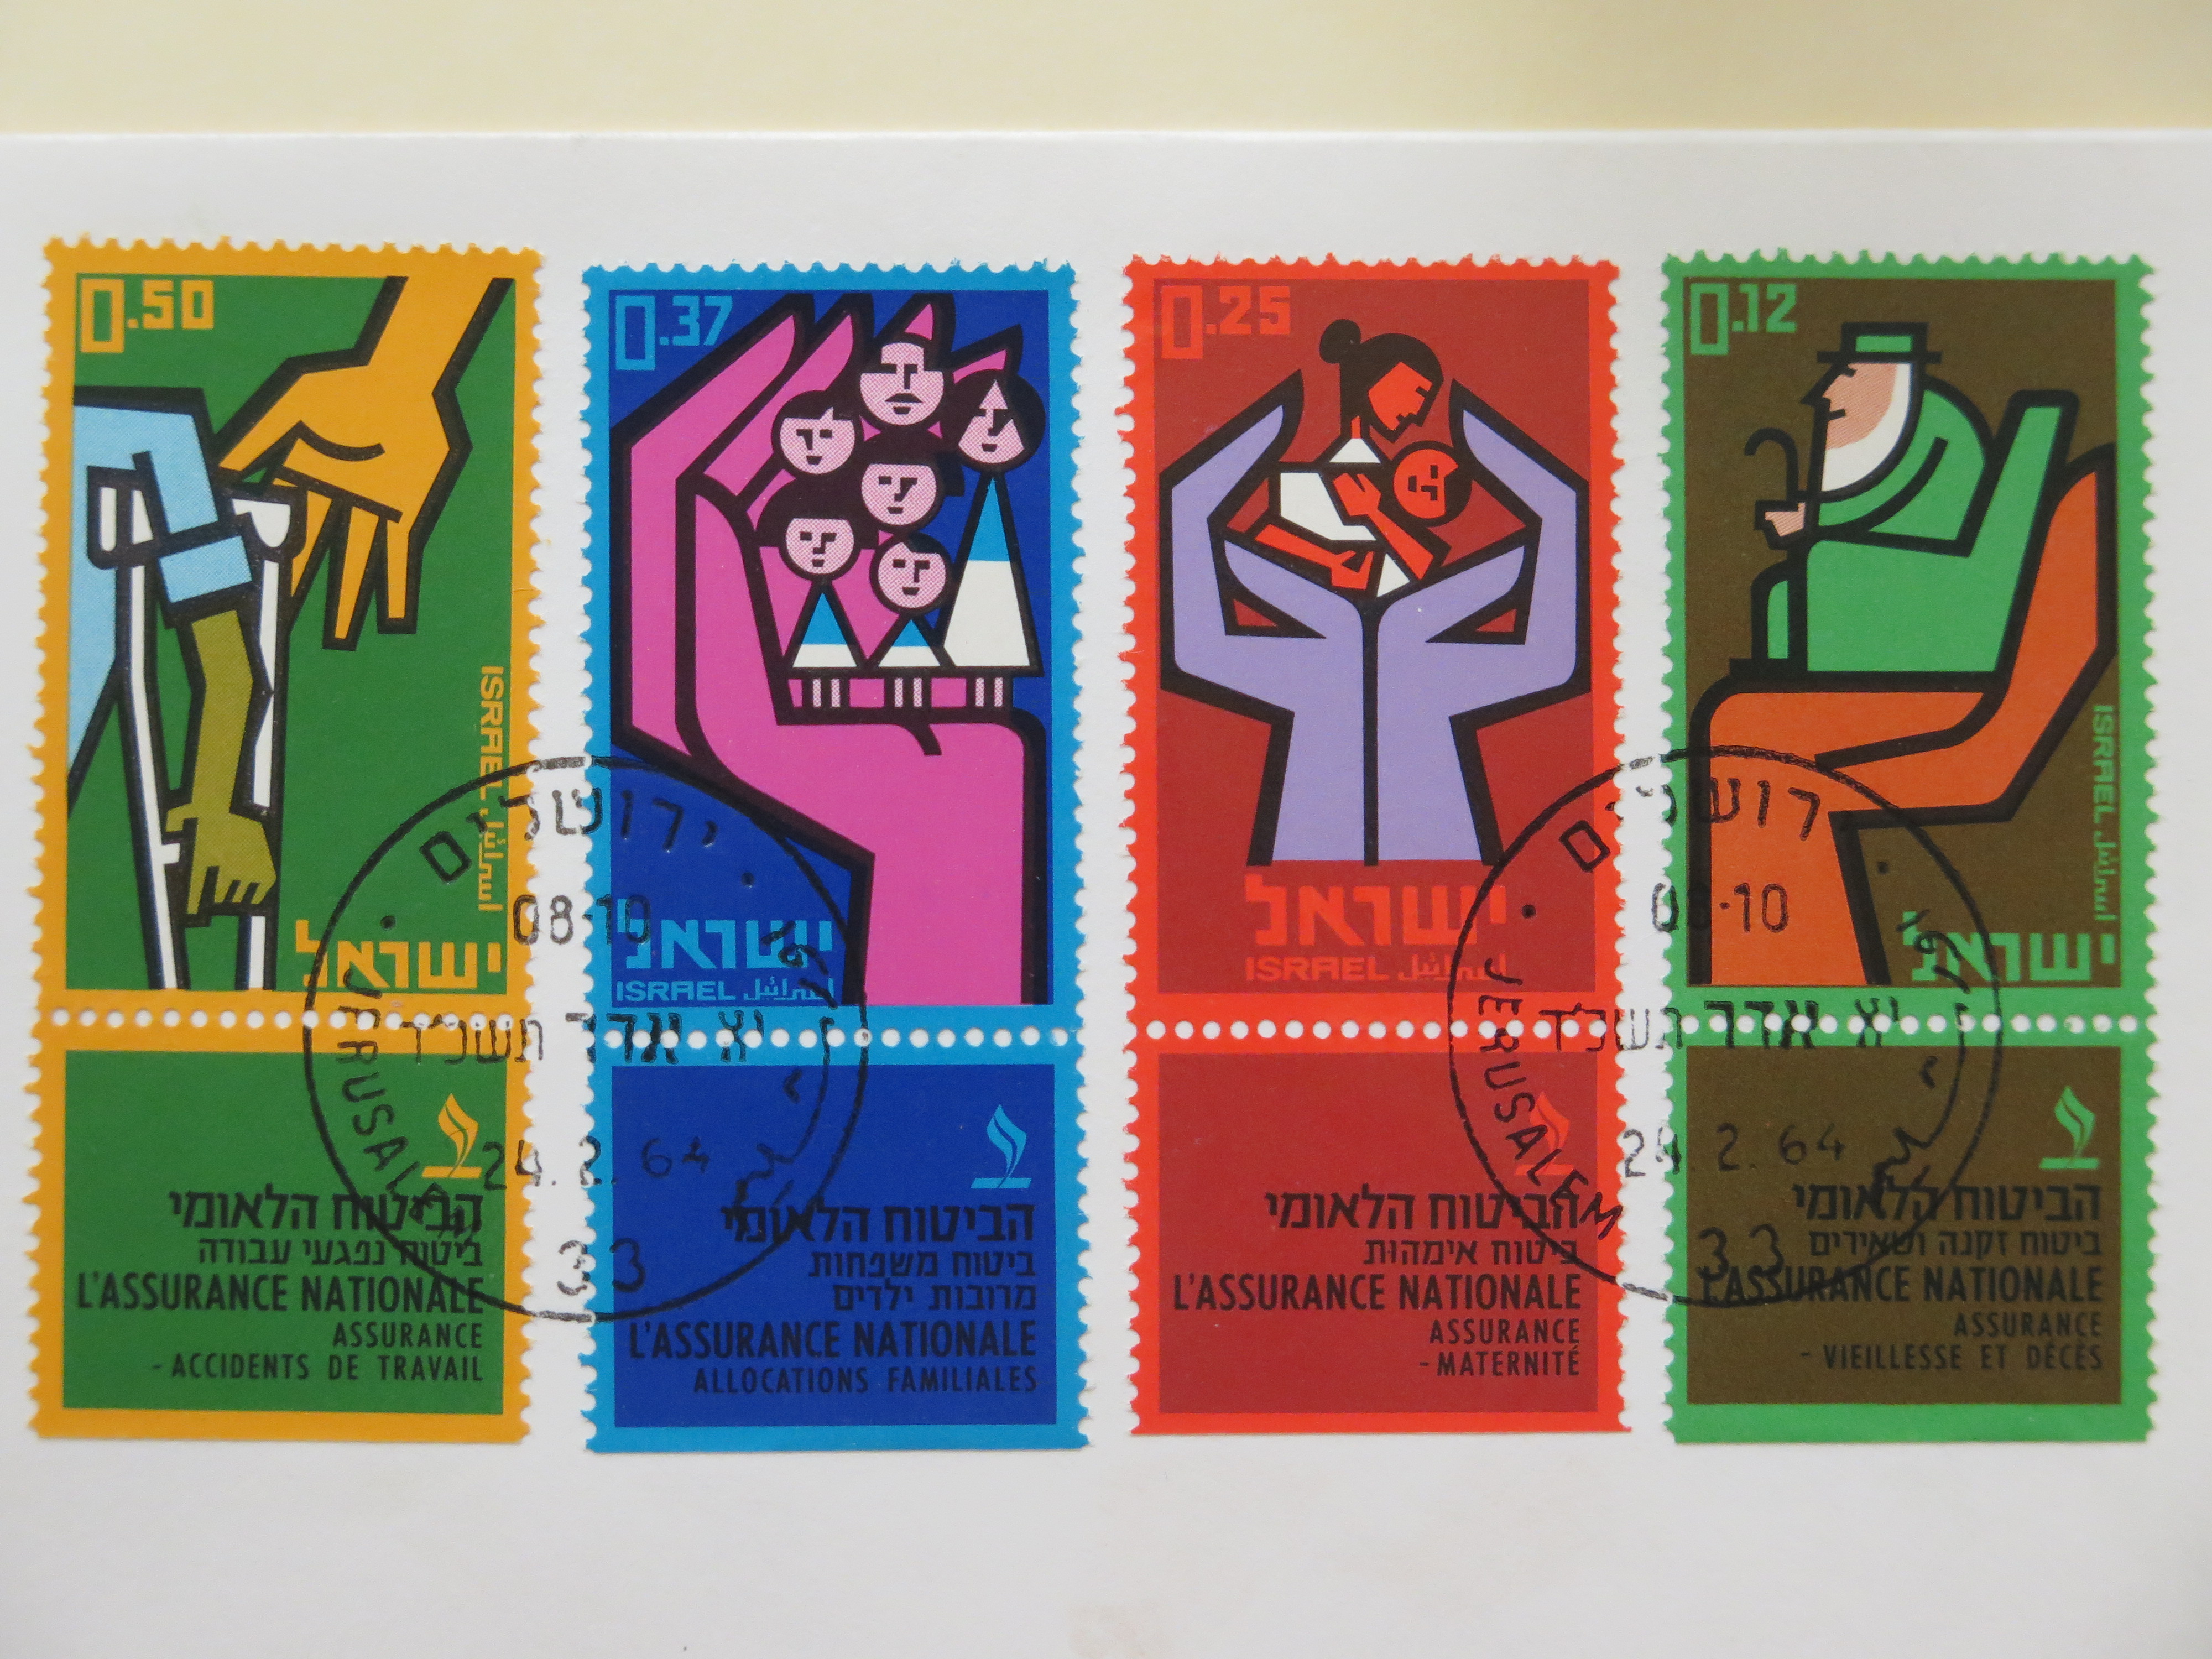 0.50
ISRAEL اسرائيل
ישראל
הביטוח הלאומי
ביטוח נפגעי עבודה
L'ASSURANCE NATIONALE
ASSURANCE
- ACCIDENTS DE TRAVAIL
0.37
ישראל
ISRAEL اسرائيل
הביטוח הלאומי
ביטוח משפחות
מרובות ילדים
L'ASSURANCE NATIONALE
ALLOCATIONS FAMILIALES
ירושלים
08-10
יא אדר תשכ"ד
24.2.64
33
JERUSALEM
0.25
ישראל
ISRAEL اسرائيل
הביטוח הלאומי
ביטוח אימהות
L'ASSURANCE NATIONALE
ASSURANCE
- MATERNITÉ
0.12
ISRAEL اسرائيل
ישראל
הביטוח הלאומי
ביטוח זקנה ושאירים
L'ASSURANCE NATIONALE
ASSURANCE
- VIEILLESSE ET DÉCÈS
ירושלים
08-10
יא אדר תשכ"ד
24.2.64
33
JERUSALEM